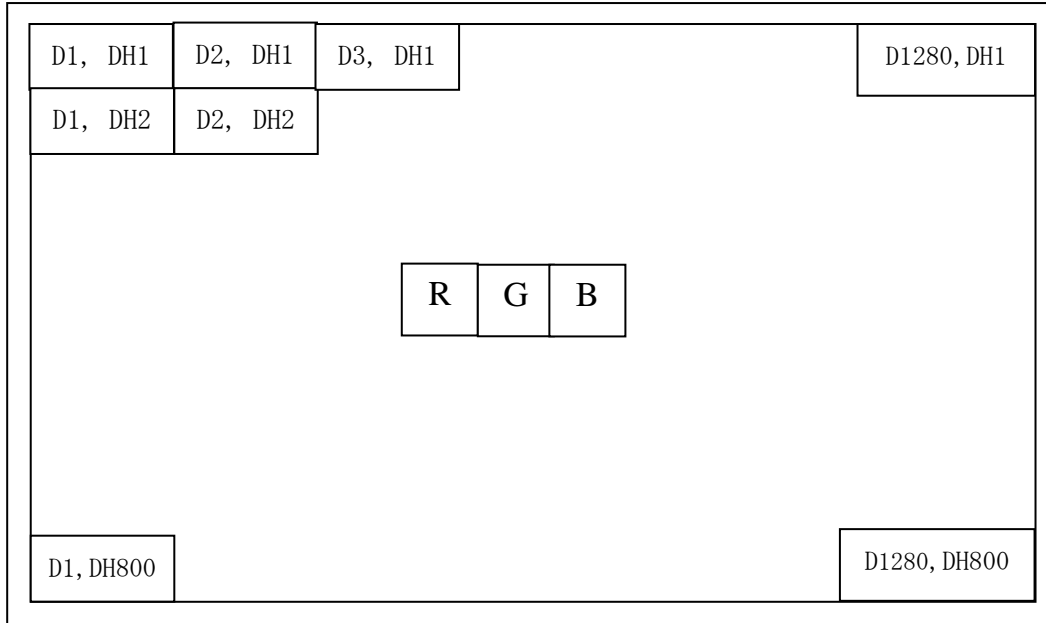 D1, DH1 D2, DH1 D3, DH1 D1280,DH1
D1, DH2 D2, DH2
R G B
D1,DH800 D1280,DH800